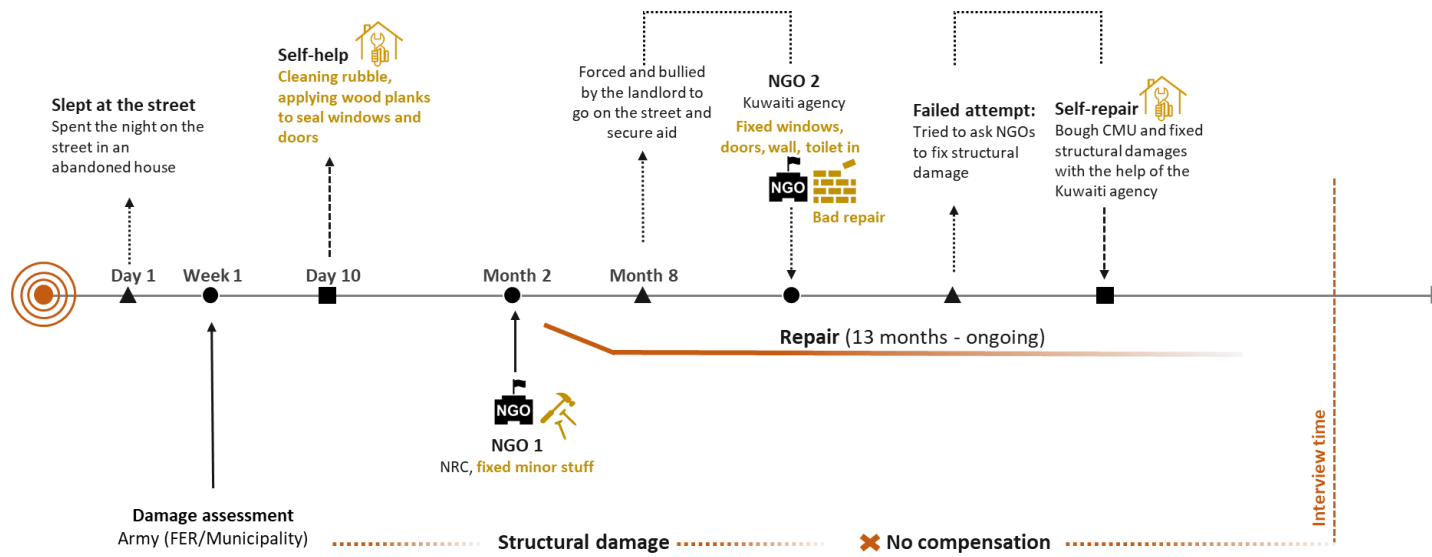 Slept at the street
Spent the night on the
street in an
abandoned house
Self-help
Cleaning rubble,
applying wood planks
to seal windows and
doors
Forced and bullied
by the landlord to
go on the street and
secure aid
NGO 2
Kuwaiti agency
Fixed windows,
doors, wall, toilet in
NGO
Bad repair
Failed attempt:
Tried to ask NGOs
to fix structural
damage
Self-repair
Bough CMU and fixed
structural damages
with the help of the
Kuwaiti agency
Day 1
Week 1
Day 10
Month 2
Month 8
Repair (13 months - ongoing)
NGO
NGO 1
NRC, fixed minor stuff
Interview time
Damage assessment
Army (FER/Municipality)
Structural damage
No compensation